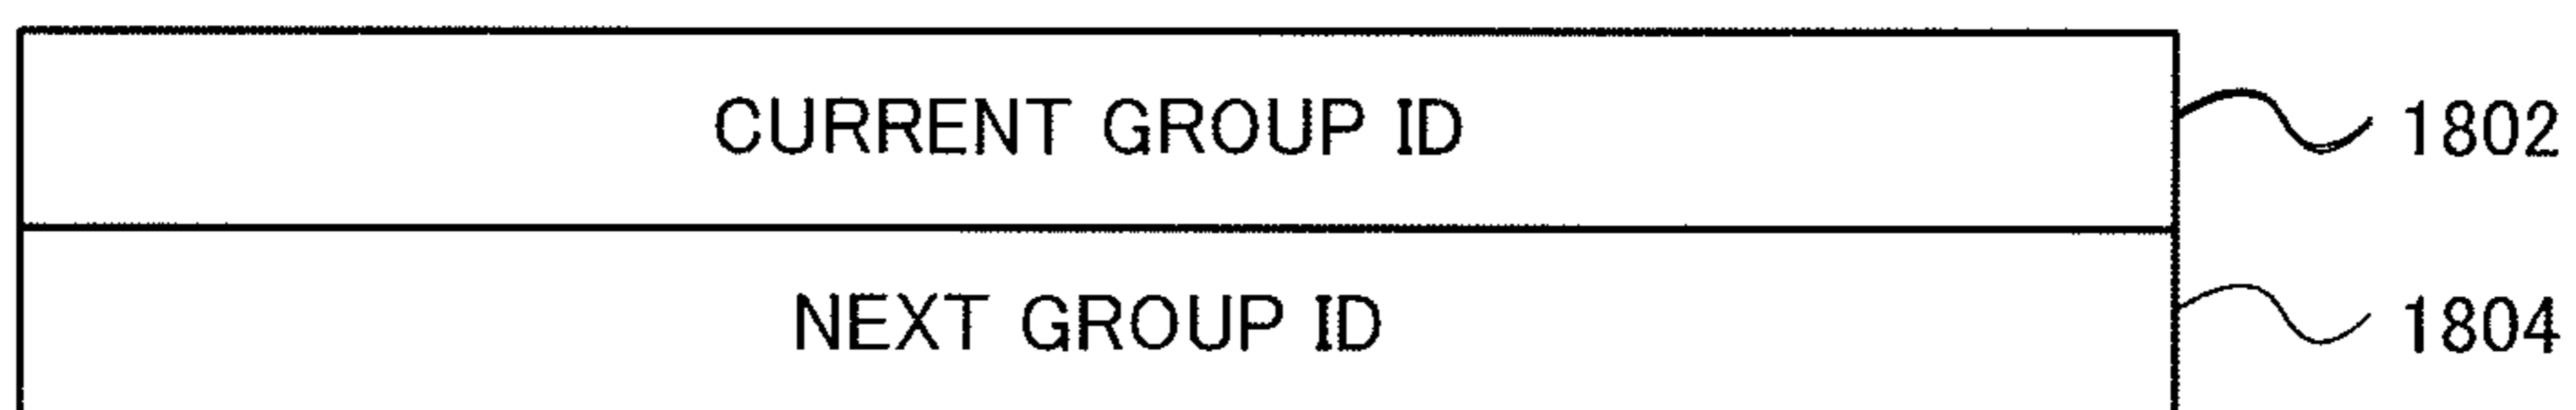 CURRENT GROUP ID 1802
NEXT GROUP ID 1804